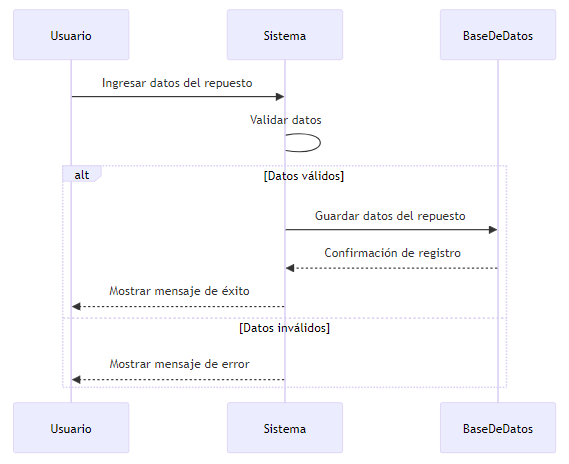 Usuario
Sistema
BaseDeDatos
Ingresar datos del repuesto
Validar datos
alt
[Datos válidos]
Guardar datos del repuesto
Confirmación de registro
Mostrar mensaje de éxito
[Datos inválidos]
Mostrar mensaje de error
Usuario
Sistema
BaseDeDatos